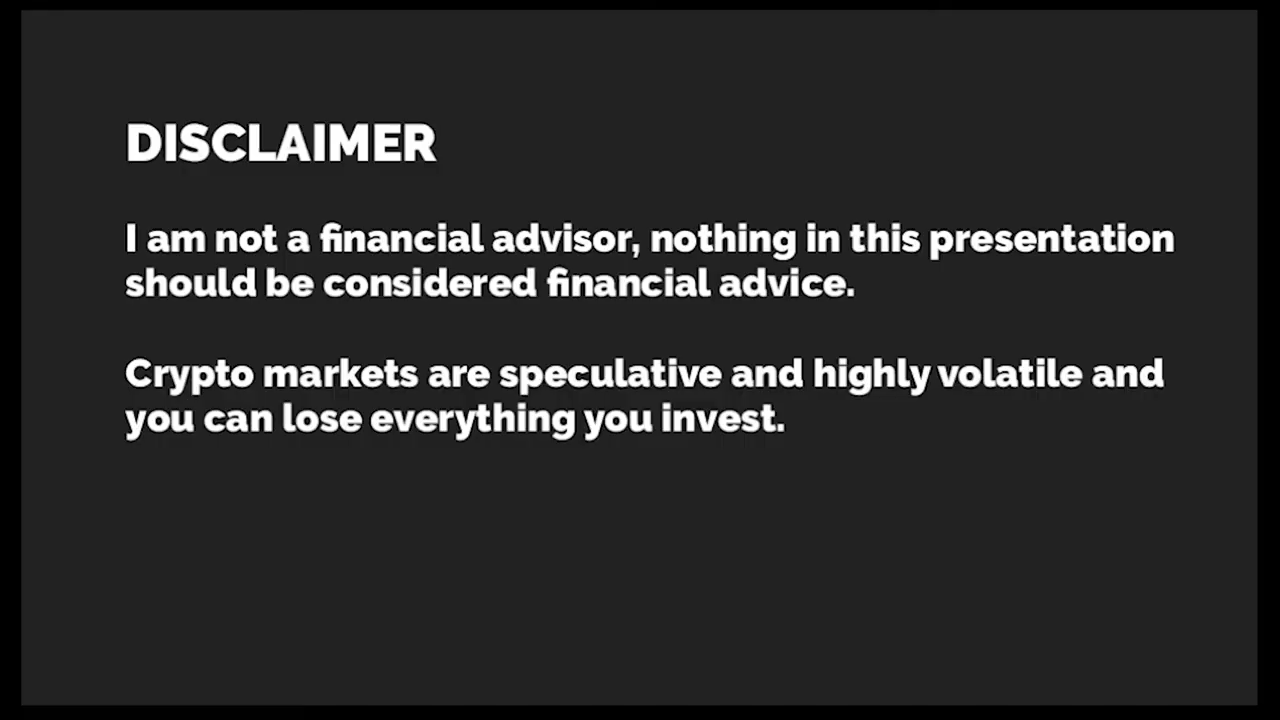 DISCLAIMER
I am not a financial advisor, nothing in this presentation
should be considered financial advice.
Crypto markets are speculative and highly volatile and
you can lose everything you invest.